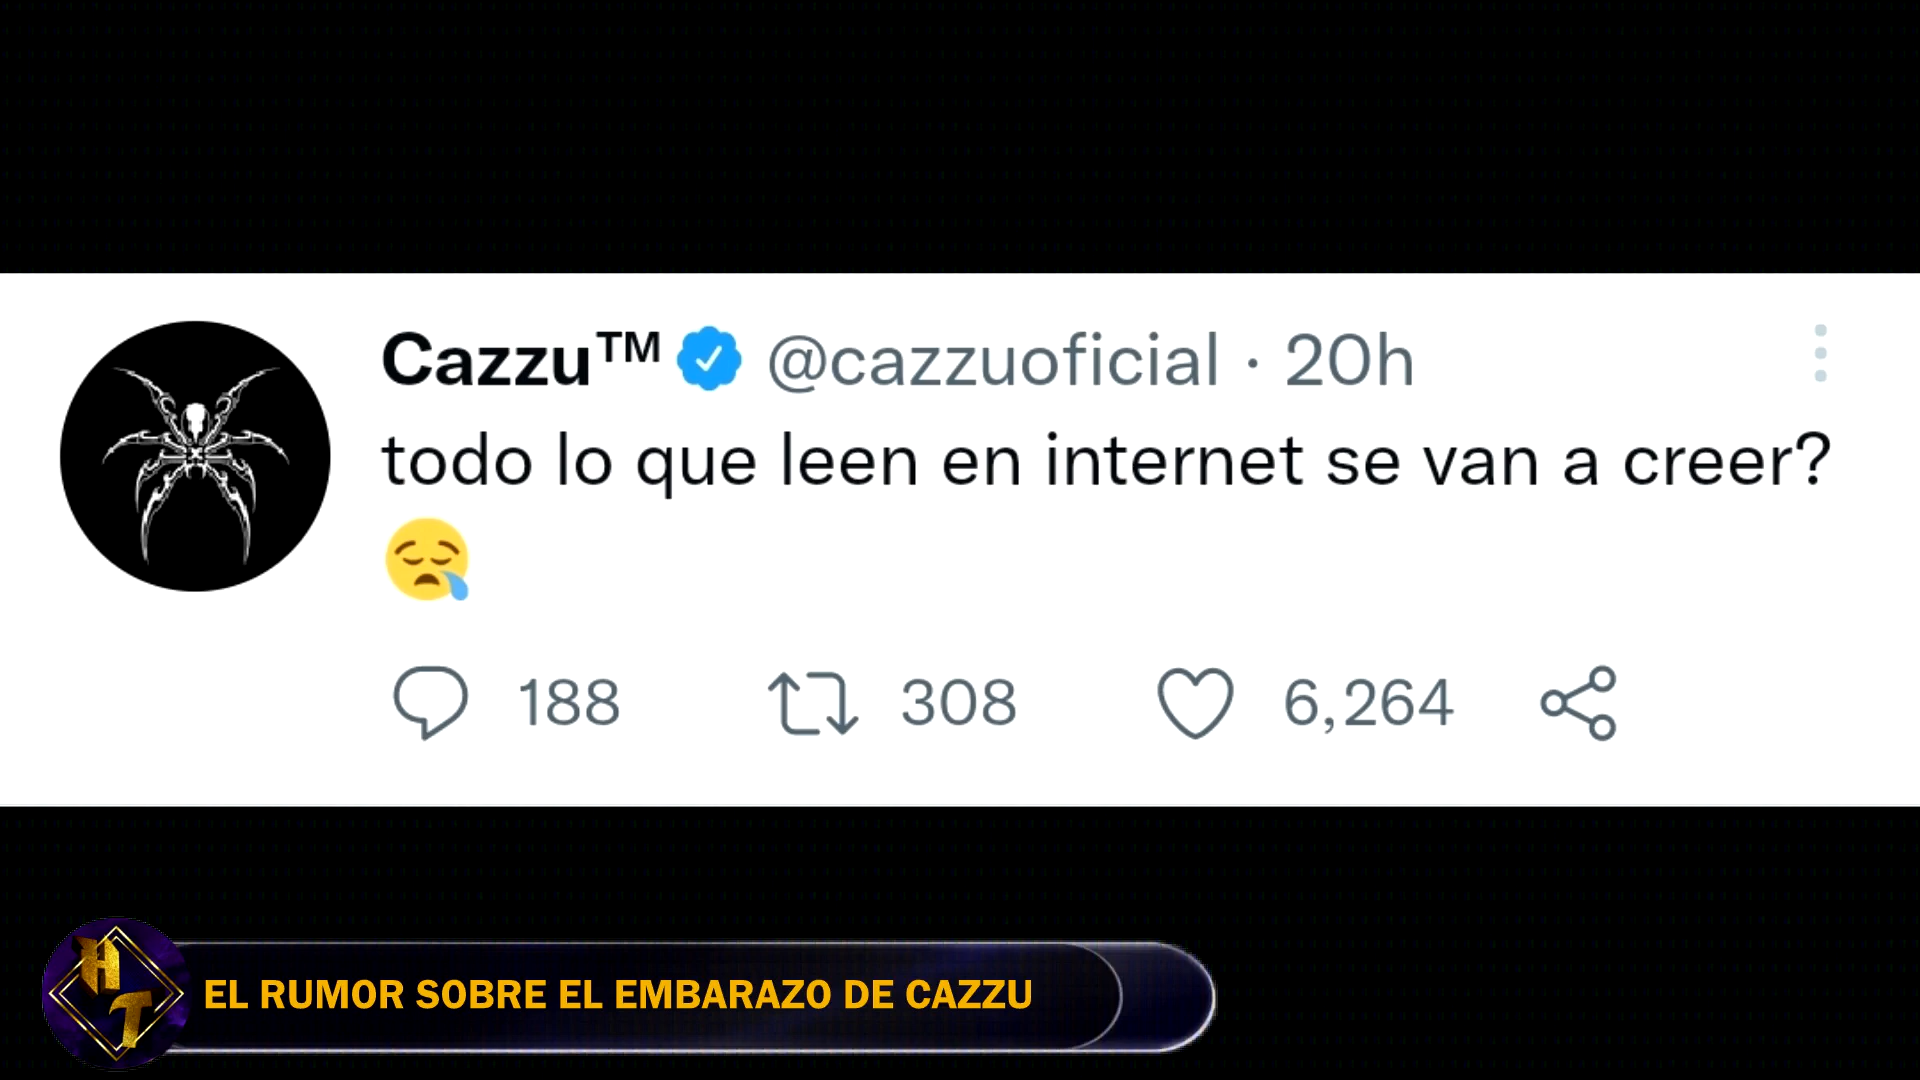 Cazzu™ @cazzuoficial · 20h
todo lo que leen en internet se van a creer?
😪
188 308 6,264
HT
EL RUMOR SOBRE EL EMBARAZO DE CAZZU